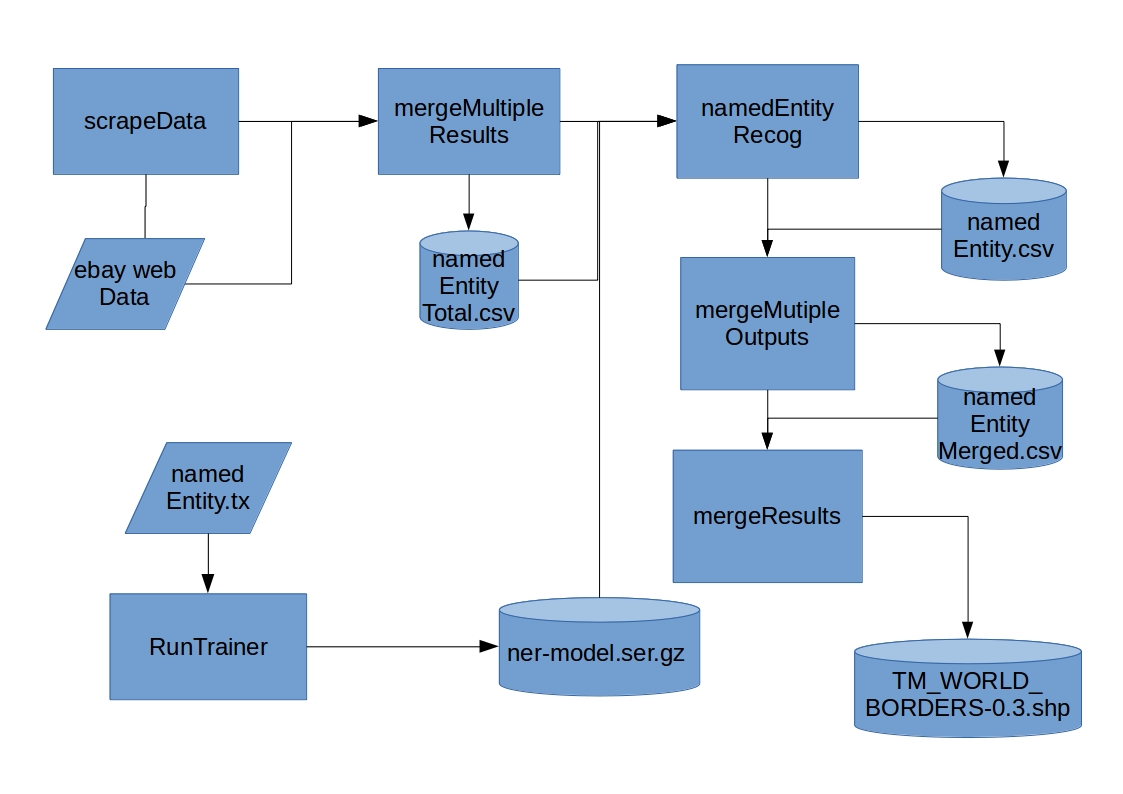 scrapeData
mergeMultiple
Results
namedEntity
Recog
ebay web
Data
named
Entity
Total.csv
named
Entity.csv
mergeMutiple
Outputs
named
Entity
Merged.csv
named
Entity.tx
mergeResults
RunTrainer
ner-model.ser.gz
TM_WORLD_
BORDERS-0.3.shp